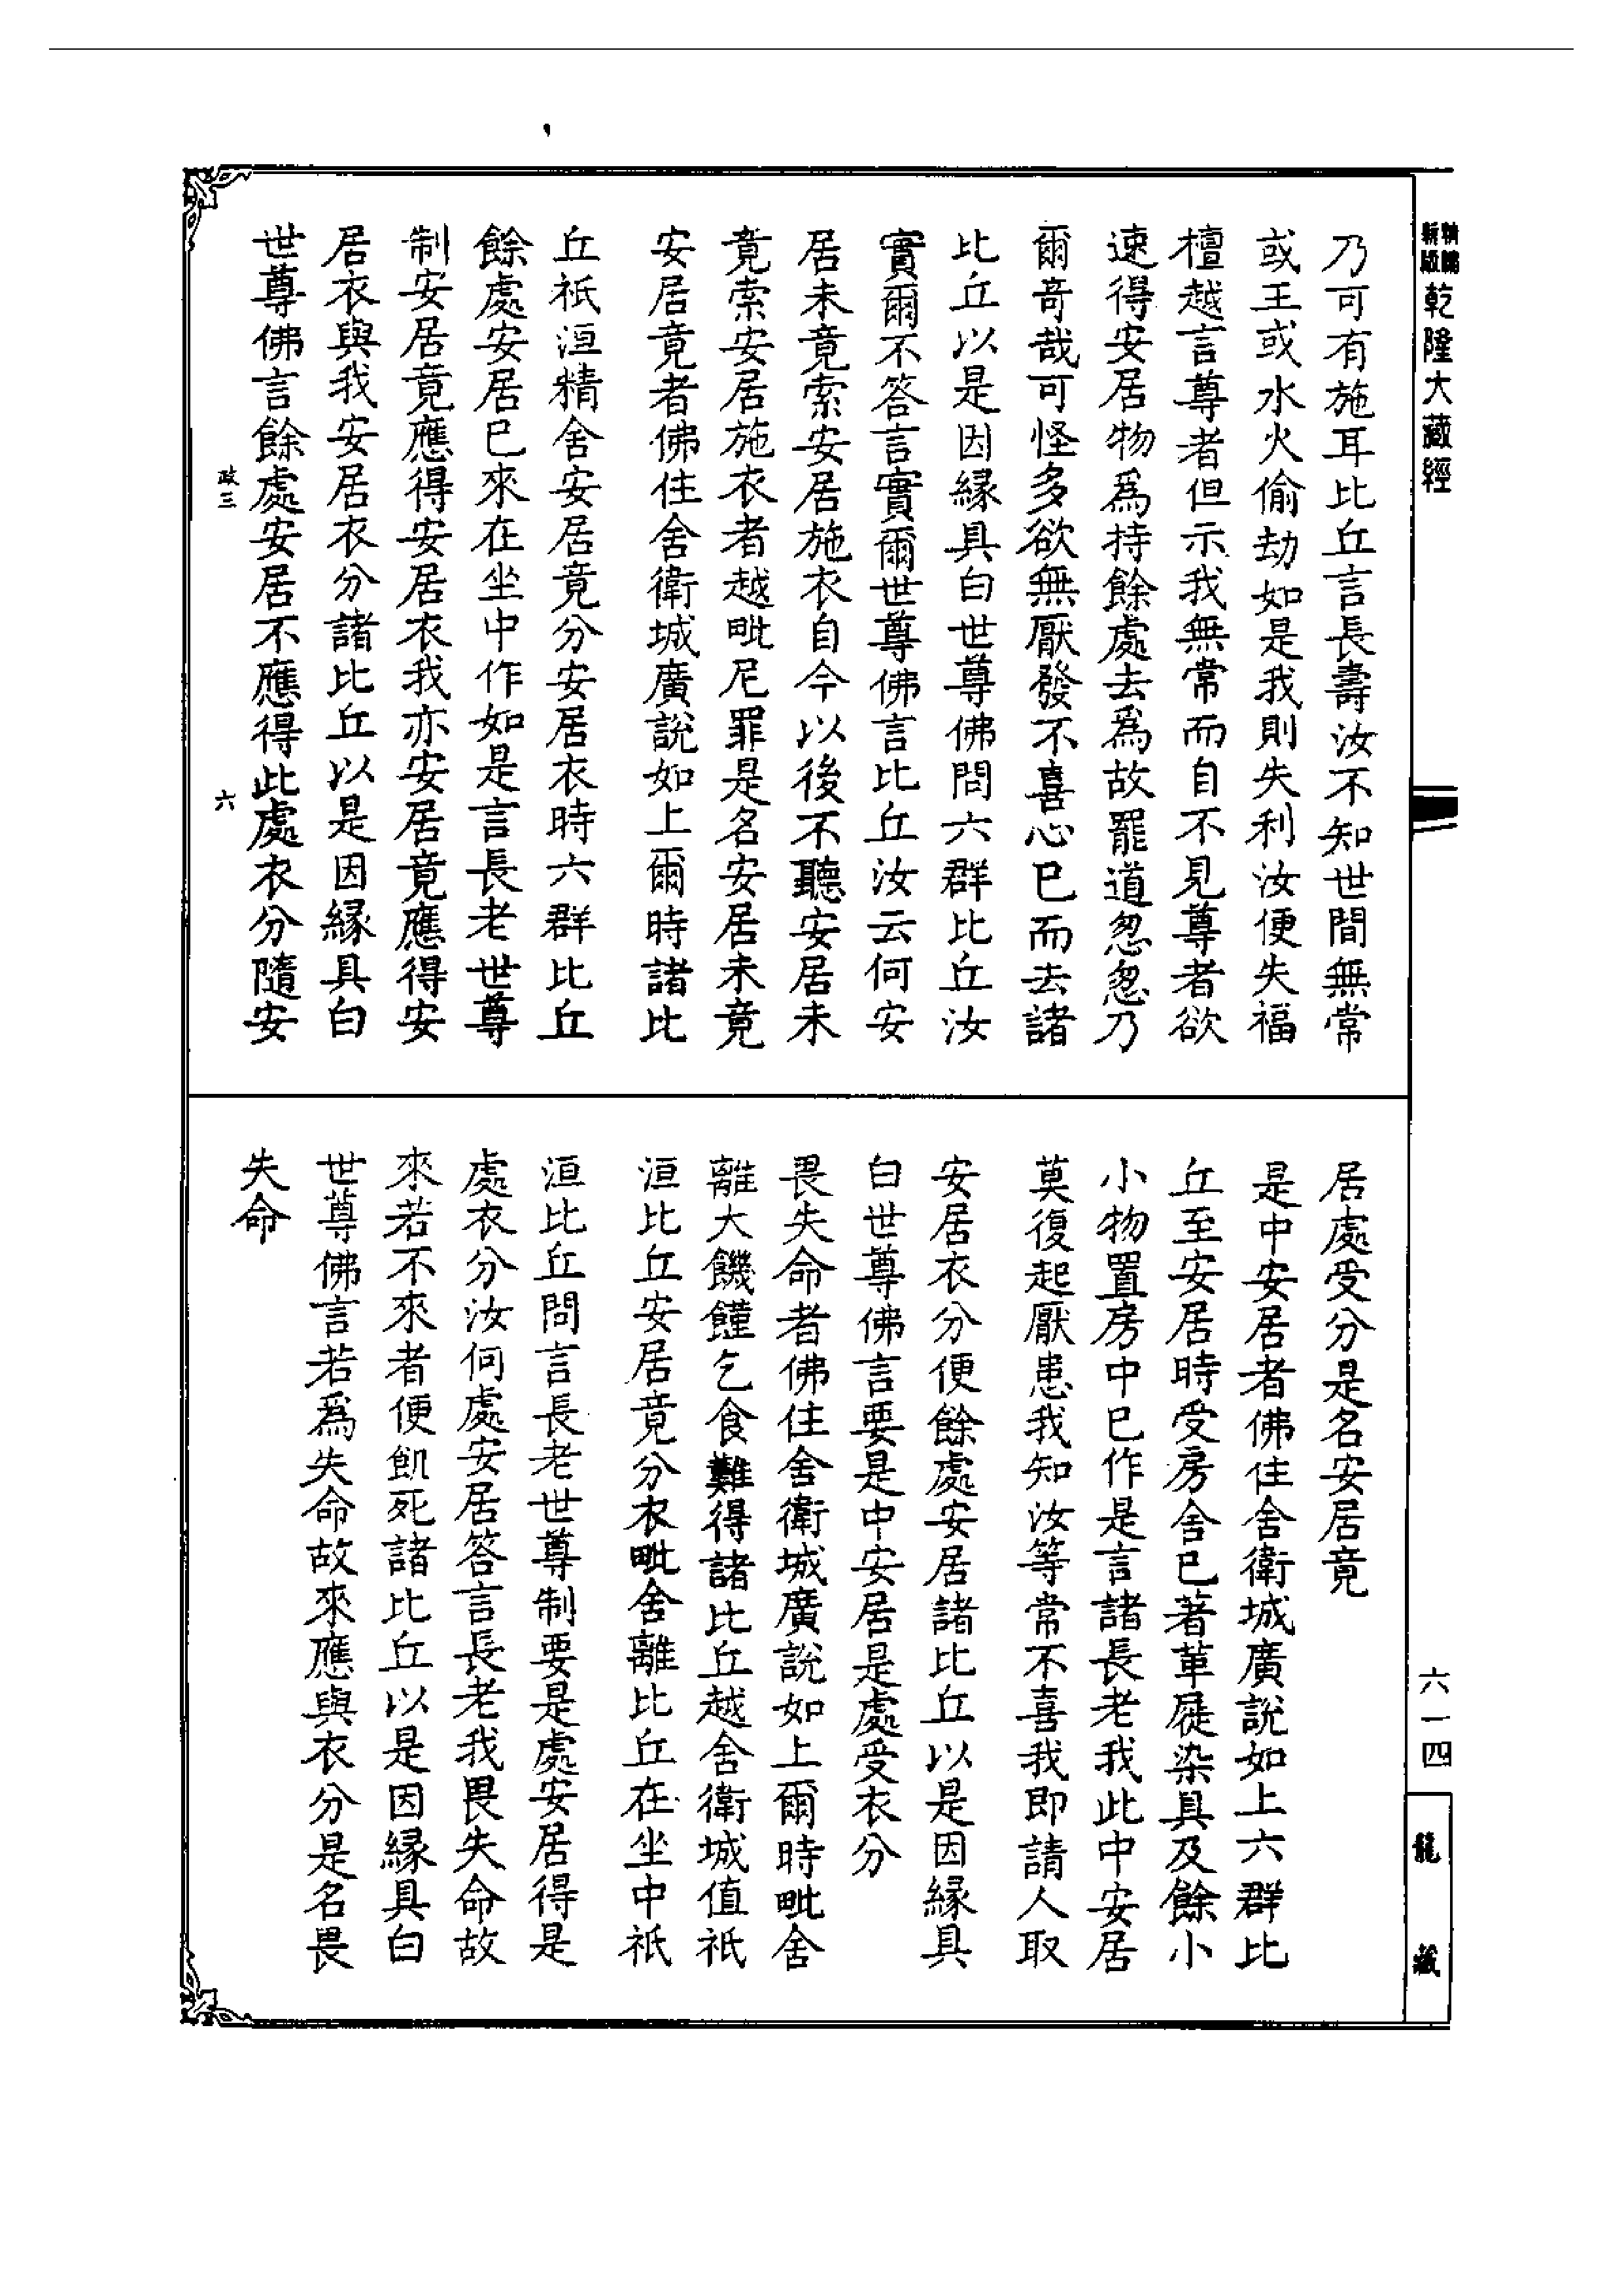 新版
精縮
乾隆大藏經
乃可有施耳比丘言長壽汝不知世間無常
或王或水火偷劫如是我則失利汝便失福
檀越言尊者但示我無常而自不見尊者欲
速得安居物爲持餘處去爲故罷道怱怱乃
爾奇哉可怪多欲無厭發不喜心已而去諸
比丘以是因緣具白世尊佛問六群比丘汝
實爾不答言實爾世尊佛言比丘汝云何安
居未竟索安居施衣自今以後不聽安居未
竟索安居施衣者越毗尼罪是名安居未竟
安居竟者佛住舍衛城廣說如上爾時諸比
丘祇洹精舍安居竟分安居衣時六群比丘
餘處安居已來在坐中作如是言長老世尊
制安居竟應得安居衣我亦安居竟應得安
居衣與我安居衣分諸比丘以是因緣具白
世尊佛言餘處安居不應得此處衣分隨安
政三
六
居處受分是名安居竟
是中安居者佛住舍衛城廣說如上六群比
丘至安居時受房舍已著革屣染具及餘小
小物置房中已作是言諸長老我此中安居
莫復起厭患我知汝等常不喜我即請人取
安居衣分便餘處安居諸比丘以是因緣具
白世尊佛言要是中安居是處受衣分
畏失命者佛住舍衛城廣說如上爾時毗舍
離大饑饉乞食難得諸比丘越舍衛城值祇
洹比丘安居竟分衣毗舍離比丘在坐中祇
洹比丘問言長老世尊制要是處安居得是
處衣分汝何處安居答言長老我畏失命故
來若不來者便飢死諸比丘以是因緣具白
世尊佛言若爲失命故來應與衣分是名畏
失命
六一四
龍藏